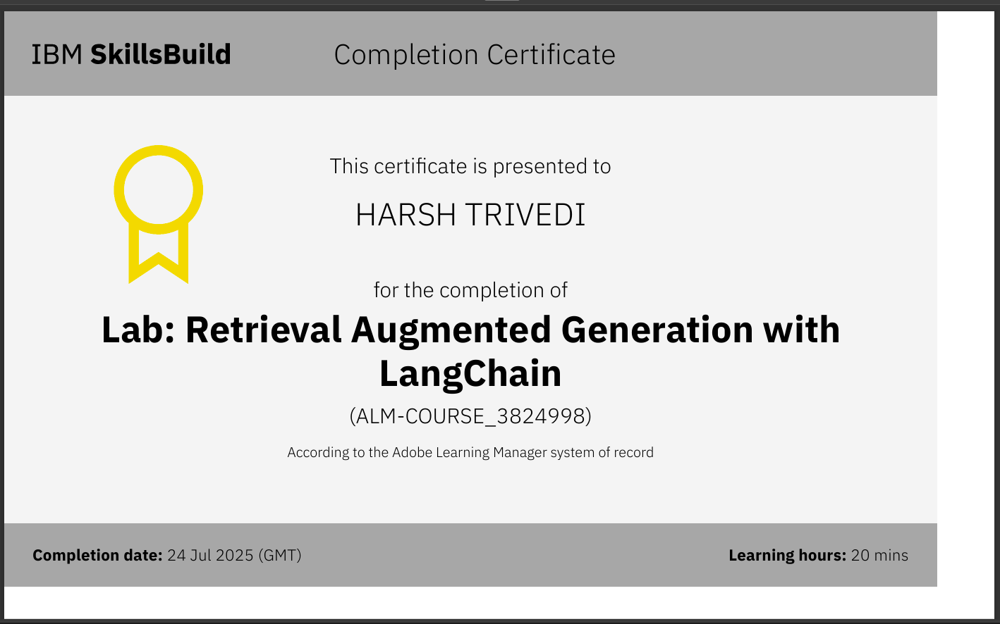 IBM SkillsBuild
Completion Certificate
This certificate is presented to
HARSH TRIVEDI
for the completion of
Lab: Retrieval Augmented Generation with
LangChain
(ALM-COURSE_3824998)
According to the Adobe Learning Manager system of record
Completion date: 24 Jul 2025 (GMT)
Learning hours: 20 mins